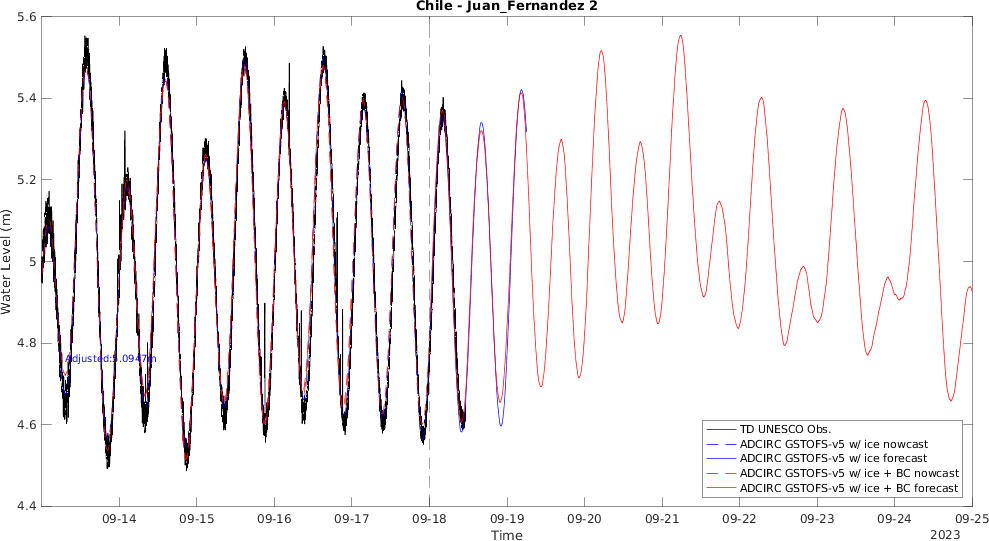 Chile - Juan_Fernandez 2
5.6
5.4
5.2
5
4.8
4.6
4.4
Water Level (m)
Adjusted:5.0947m
TD UNESCO Obs.
ADCIRC GSTOFS-v5 w/ ice nowcast
ADCIRC GSTOFS-v5 w/ ice forecast
ADCIRC GSTOFS-v5 w/ ice + BC nowcast
ADCIRC GSTOFS-v5 w/ ice + BC forecast
09-14 09-15 09-16 09-17 09-18 09-19 09-20 09-21 09-22 09-23 09-24 09-25
Time
2023